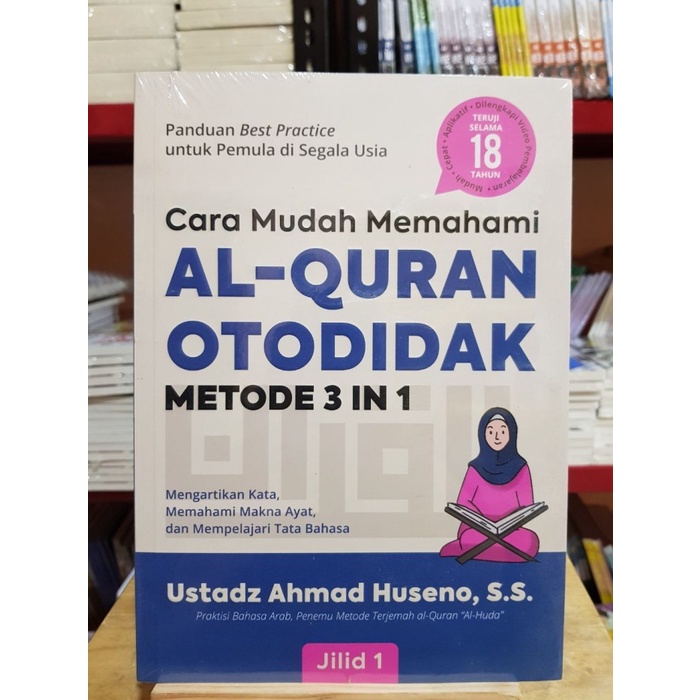 Panduan Best Practice
untuk Pemula di Segala Usia
Mudah • Cepat • Aplikatif • Dilengkapi Video Pembelajaran •
TERUJI
SELAMA
18
TAHUN
Cara Mudah Memahami
AL-QURAN
OTODIDAK
METODE 3 IN 1
Mengartikan Kata,
Memahami Makna Ayat,
dan Mempelajari Tata Bahasa
Ustadz Ahmad Huseno, S.S.
Praktisi Bahasa Arab, Penemu Metode Terjemah al-Quran "Al-Huda"
Jilid 1